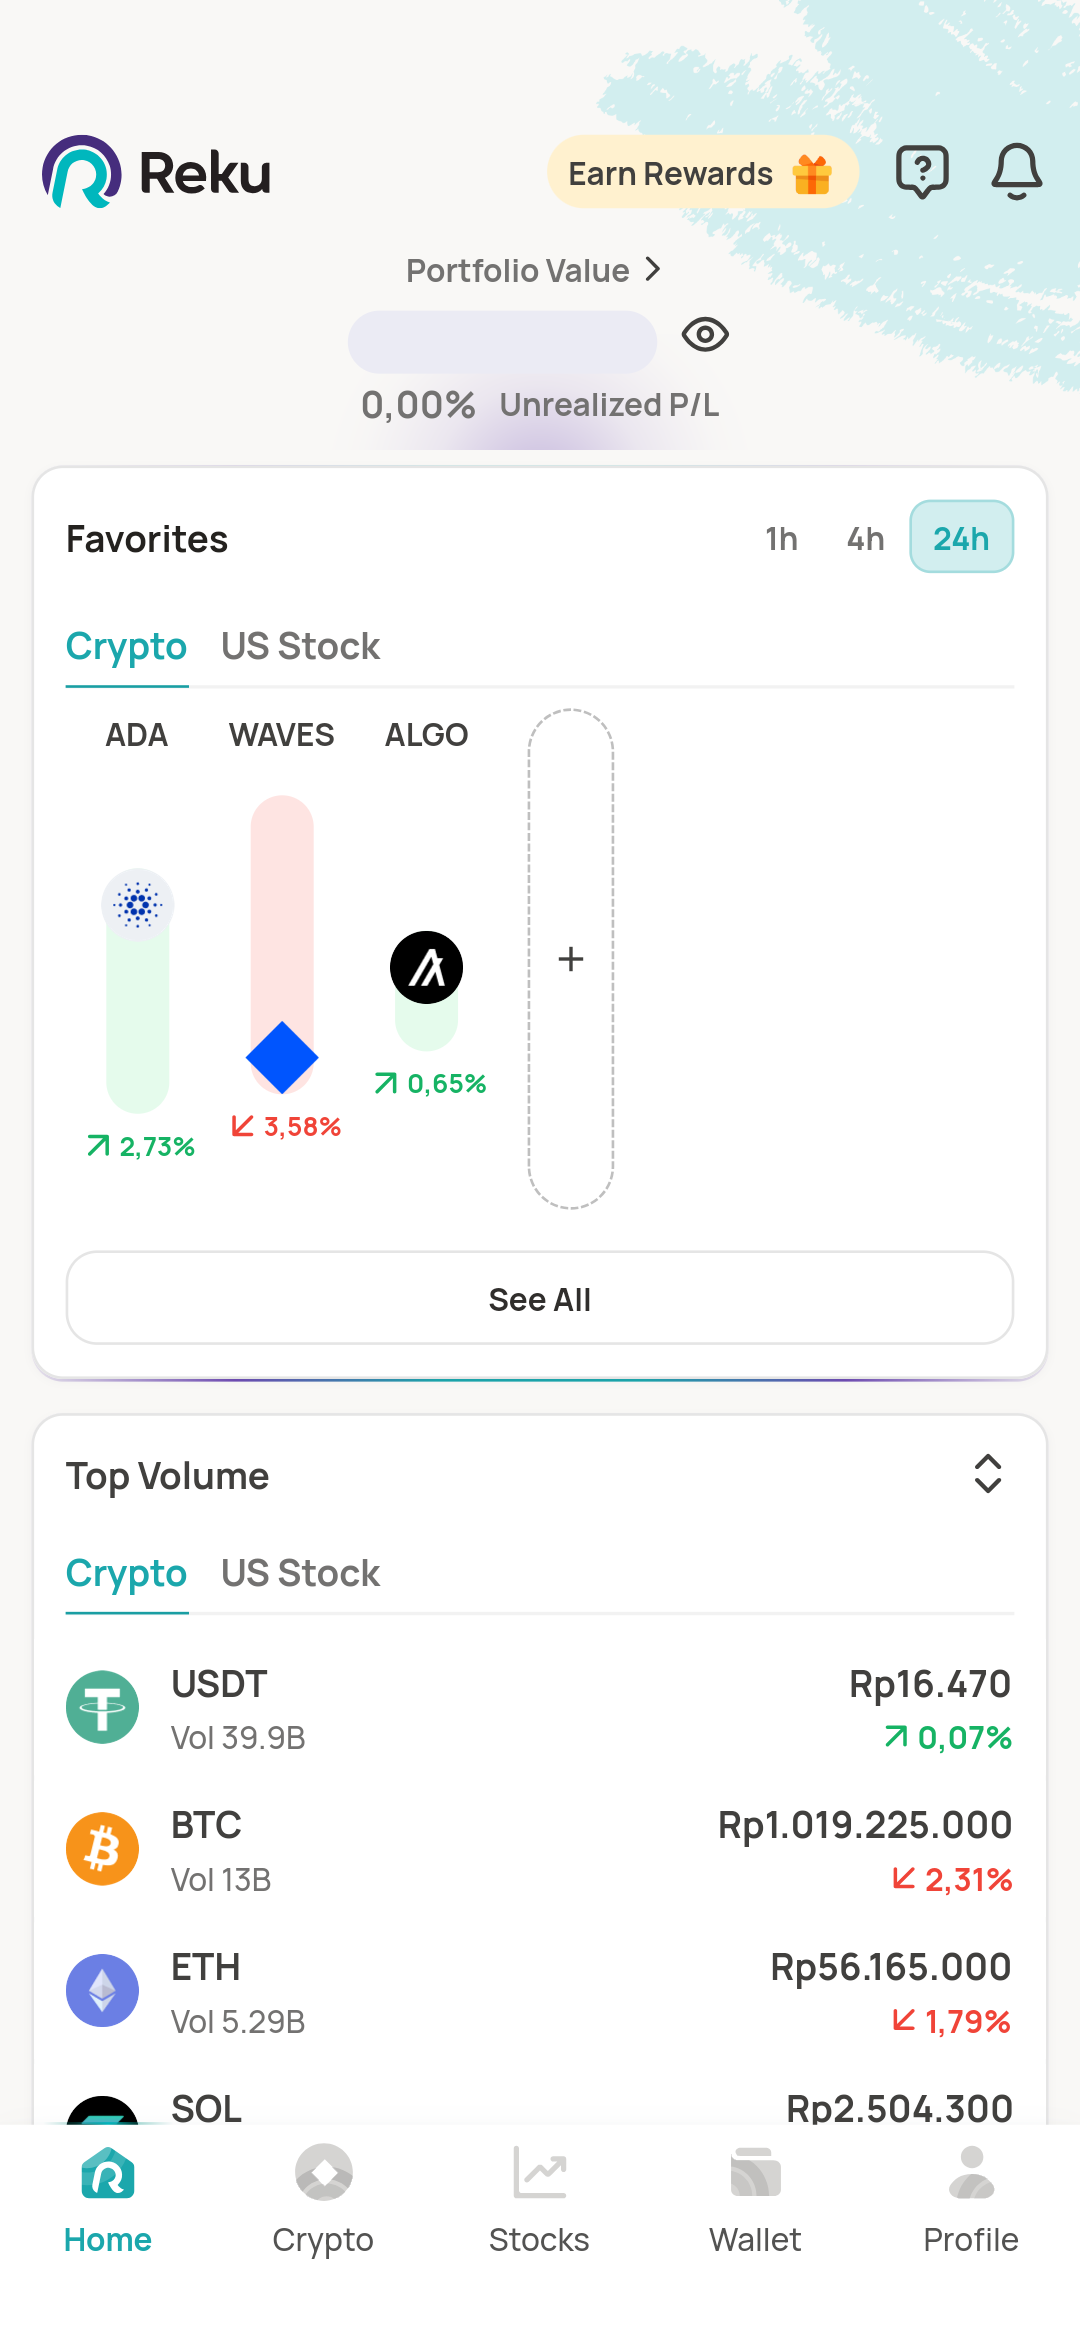 Reku
Earn Rewards
Portfolio Value
0,00% Unrealized P/L
Favorites
1h 4h 24h
Crypto US Stock
ADA WAVES ALGO
+
0,65%
3,58%
2,73%
See All
Top Volume
Crypto US Stock
USDT Rp16.470
Vol 39.9B 0,07%
BTC Rp1.019.225.000
Vol 13B 2,31%
ETH Rp56.165.000
Vol 5.29B 1,79%
SOL Rp2.504.300
Home Crypto Stocks Wallet Profile